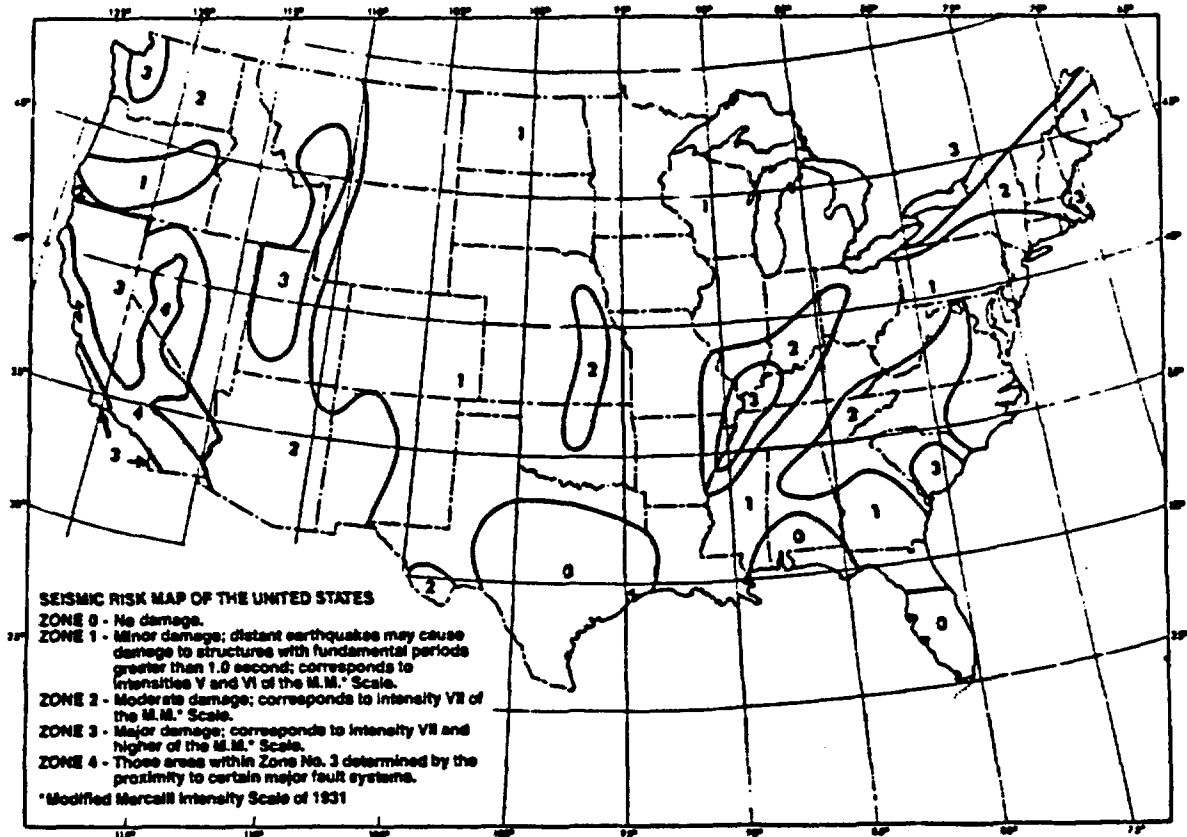 3
2
1
1
3
3
2
1
3
1
3
4
4
2
1
2
1
2
3
2
4
3
2
1
3
1
0
0
2
0
SEISMIC RISK MAP OF THE UNITED STATES
ZONE 0 - No damage.
ZONE 1 - Minor damage; distant earthquakes may cause
damage to structures with fundamental periods
greater than 1.0 second; corresponds to
intensities V and VI of the M.M.* Scale.
ZONE 2 - Moderate damage; corresponds to intensity VII of
the M.M.* Scale.
ZONE 3 - Major damage; corresponds to intensity VII and
higher of the M.M.* Scale.
ZONE 4 - Those areas within Zone No. 3 determined by the
proximity to certain major fault systems.
*Modified Mercalli Intensity Scale of 1931